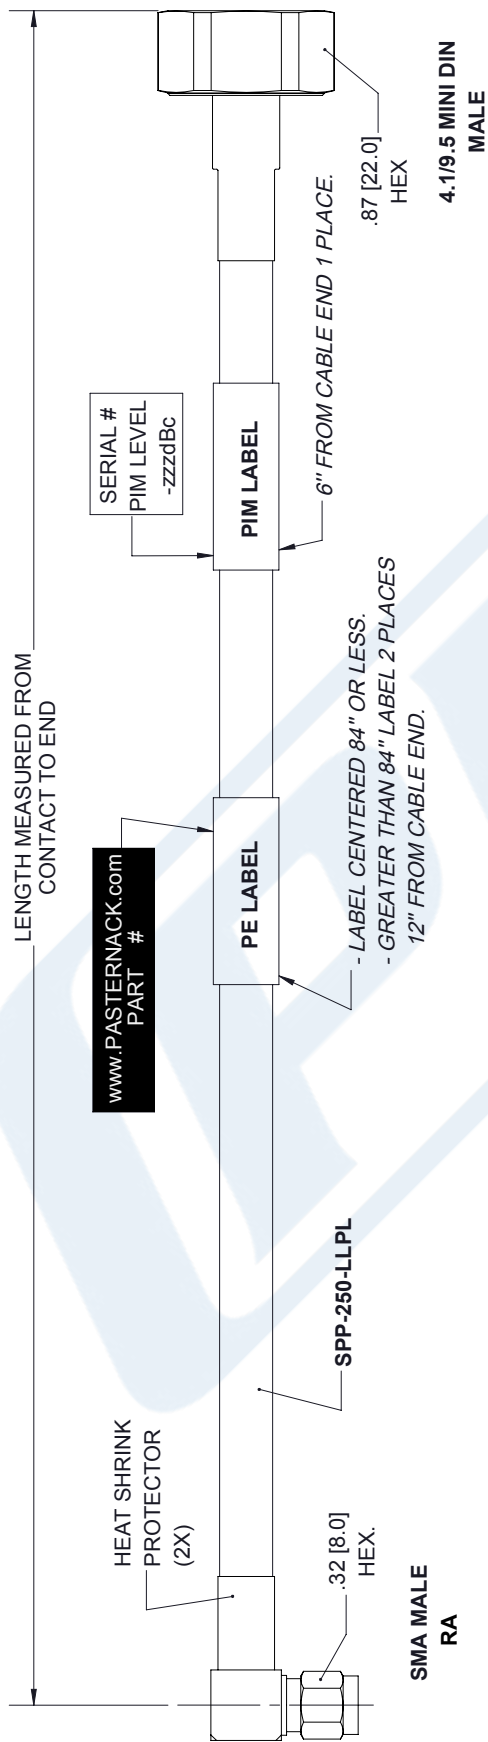 LENGTH MEASURED FROM
CONTACT TO END
HEAT SHRINK
PROTECTOR
(2X)
www.PASTERNACK.com
PART #
SERIAL #
PIM LEVEL
-zzzdBc
PE LABEL
PIM LABEL
.32 [8.0]
HEX.
SPP-250-LLPL
- LABEL CENTERED 84" OR LESS.
- GREATER THAN 84" LABEL 2 PLACES
12" FROM CABLE END.
6" FROM CABLE END 1 PLACE.
.87 [22.0]
HEX
SMA MALE
RA
4.1/9.5 MINI DIN
MALE